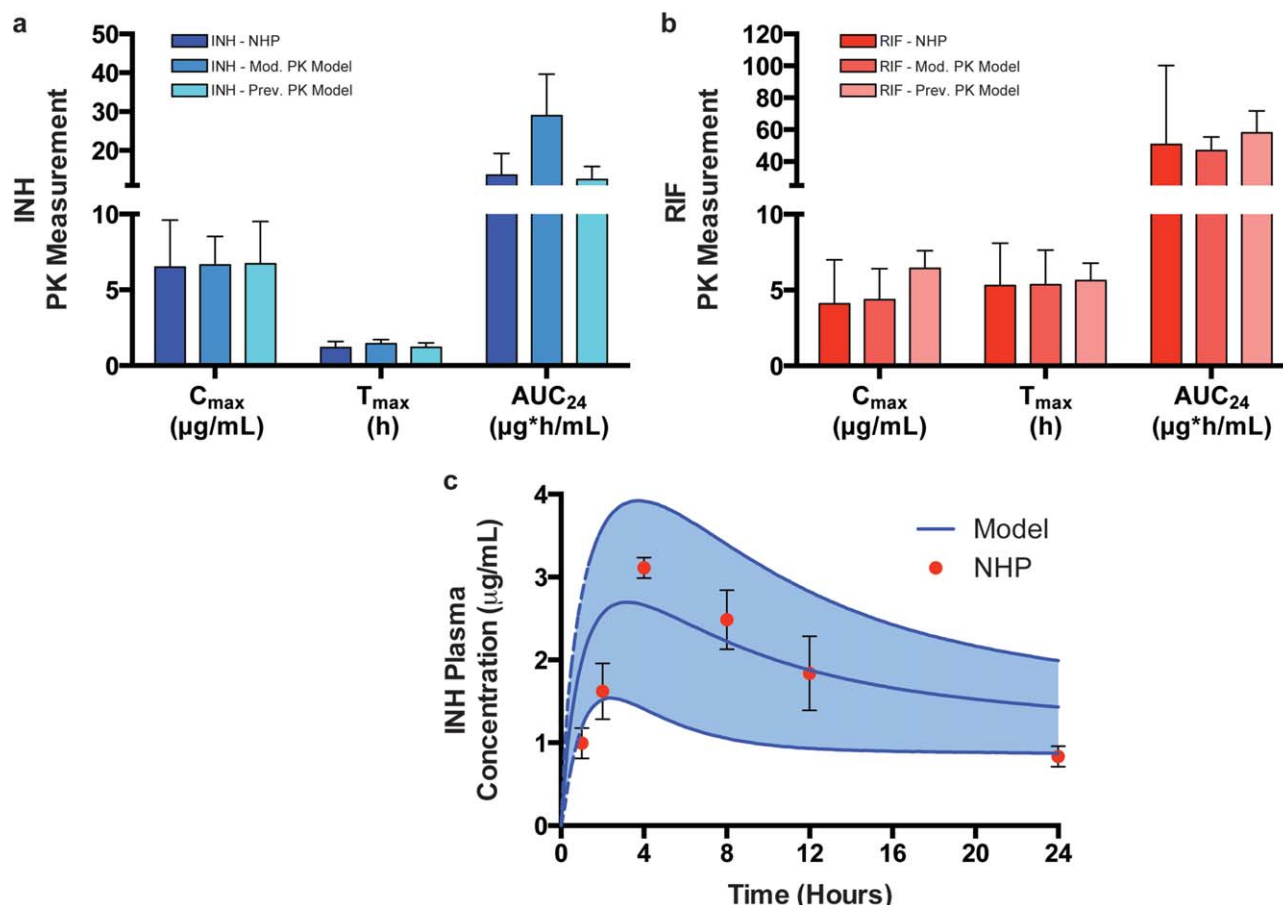 a
INH
PK Measurement
50
40
30
20
10
5
0
INH - NHP
INH - Mod. PK Model
INH - Prev. PK Model
Cmax
(µg/mL)
Tmax
(h)
AUC24
(µg*h/mL)
b
RIF
PK Measurement
120
100
80
60
40
10
5
0
RIF - NHP
RIF - Mod. PK Model
RIF - Prev. PK Model
Cmax
(µg/mL)
Tmax
(h)
AUC24
(µg*h/mL)
c
INH Plasma
Concentration (µg/mL)
4
3
2
1
0
Model
NHP
0 4 8 12 16 20 24
Time (Hours)